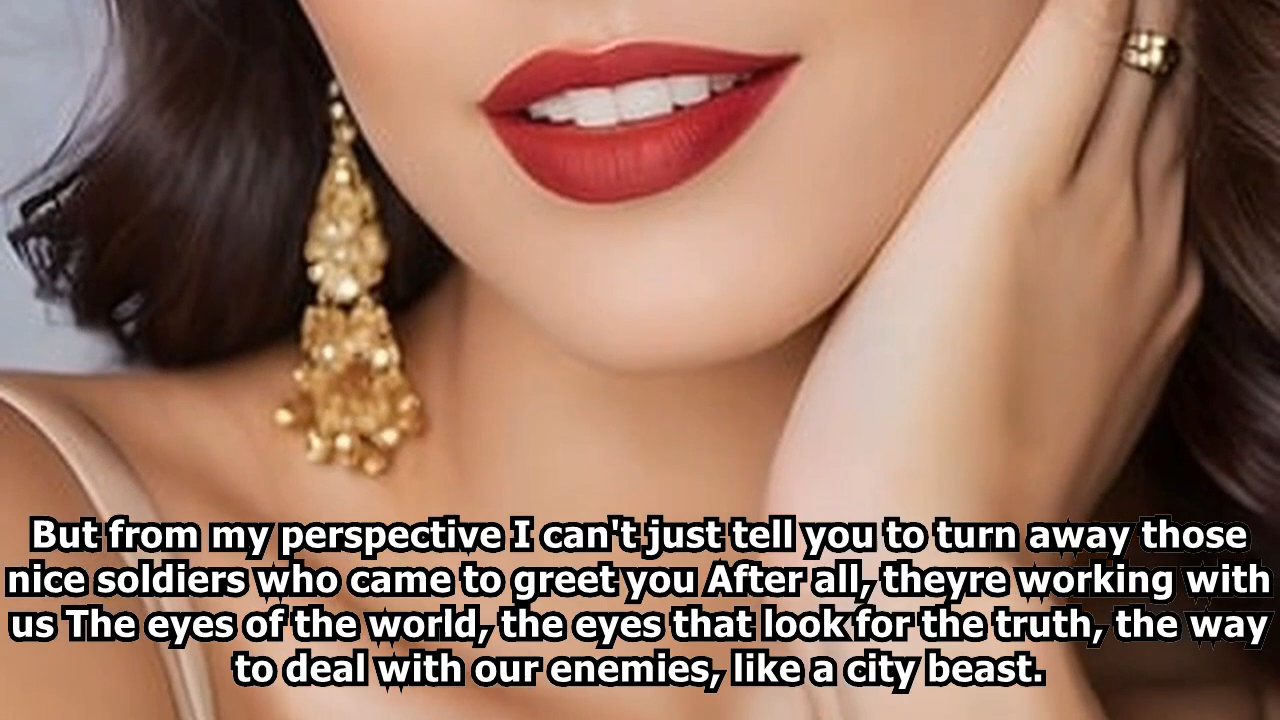 But from my perspective I can't just tell you to turn away those
nice soldiers who came to greet you After all, theyre working with
us The eyes of the world, the eyes that look for the truth, the way
to deal with our enemies, like a city beast.